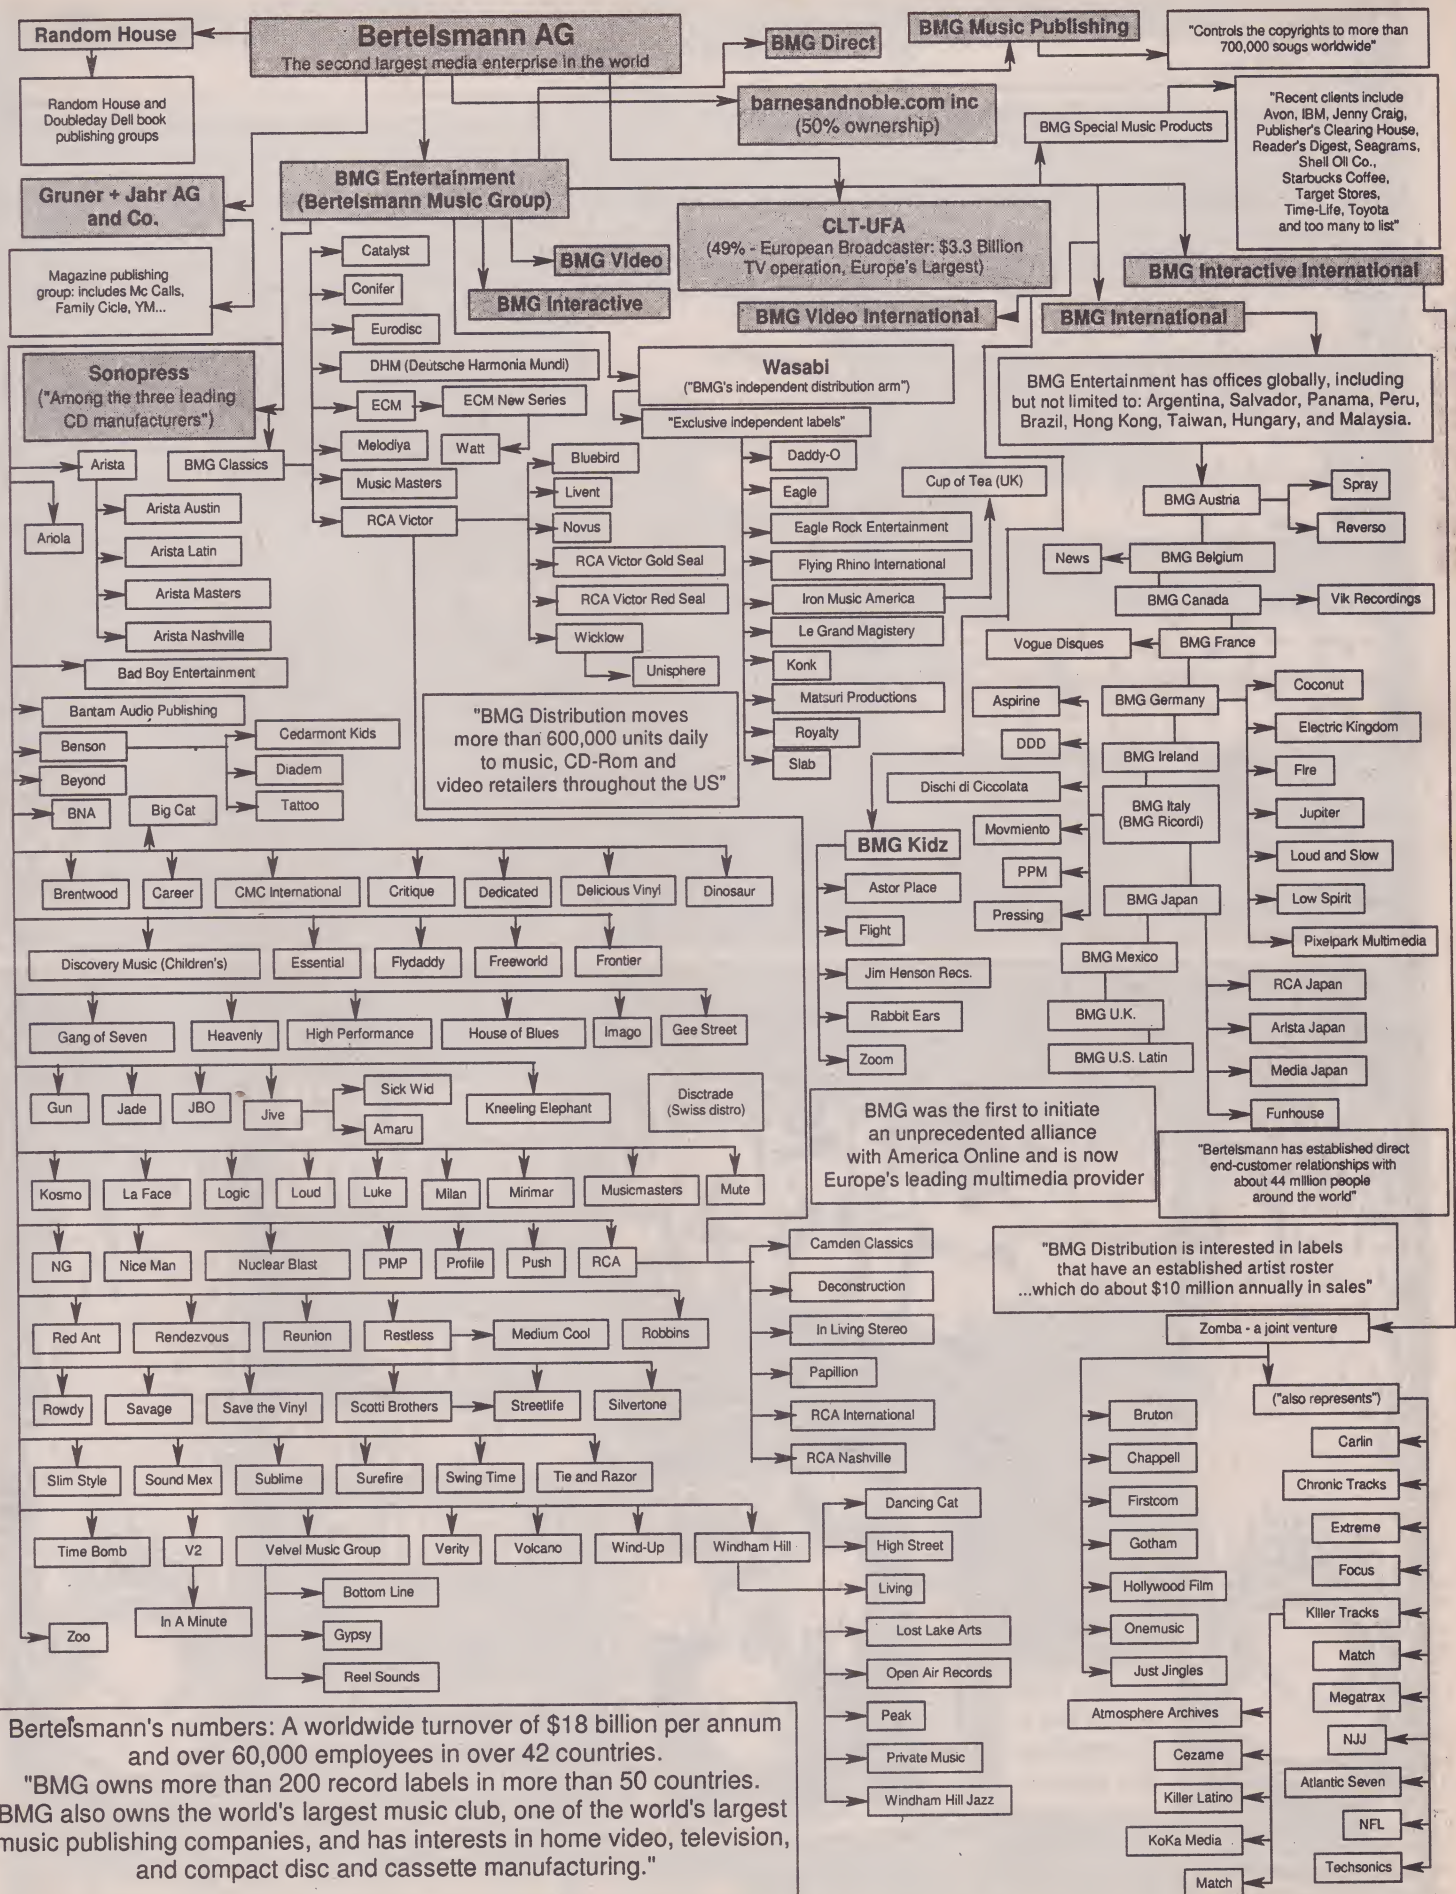 Random House
Bertelsmann AG
The second largest media enterprise in the world
BMG Direct
BMG Music Publishing
"Controls the copyrights to more than
700,000 sougs worldwide"
Random House and
Doubleday Dell book
publishing groups
barnesandnoble.com inc
(50% ownership)
BMG Special Music Products
"Recent clients include
Avon, IBM, Jenny Craig,
Publisher's Clearing House,
Reader's Digest, Seagrams,
Shell Oil Co.,
Starbucks Coffee,
Target Stores,
Time-Life, Toyota
and too many to list"
Gruner + Jahr AG
and Co.
BMG Entertainment
(Bertelsmann Music Group)
CLT-UFA
(49% - European Broadcaster: $3.3 Billion
TV operation, Europe's Largest)
Magazine publishing
group: includes Mc Calls,
Family Cicle, YM...
BMG Video
BMG Interactive
BMG Video International
BMG International
BMG Interactive International
Catalyst
Conifer
Eurodisc
DHM (Deutsche Harmonia Mundi)
ECM
ECM New Series
Watt
Melodiya
Music Masters
RCA Victor
Sonopress
("Among the three leading
CD manufacturers")
Wasabi
("BMG's independent distribution arm")
"Exclusive independent labels"
BMG Entertainment has offices globally, including
but not limited to: Argentina, Salvador, Panama, Peru,
Brazil, Hong Kong, Taiwan, Hungary, and Malaysia.
Arista
BMG Classics
Ariola
Arista Austin
Arista Latin
Arista Masters
Arista Nashville
Bluebird
Livent
Novus
RCA Victor Gold Seal
RCA Victor Red Seal
Wicklow
Unisphere
Daddy-O
Eagle
Eagle Rock Entertainment
Flying Rhino International
Iron Music America
Le Grand Magistery
Konk
Matsuri Productions
Royalty
Slab
Cup of Tea (UK)
BMG Austria
Spray
Reverso
News
BMG Belgium
BMG Canada
Vik Recordings
Vogue Disques
BMG France
BMG Germany
Coconut
Electric Kingdom
Fire
Jupiter
Loud and Slow
Low Spirit
Pixelpark Multimedia
BMG Ireland
BMG Italy
(BMG Ricordi)
Aspirine
DDD
Dischi di Ciccolata
Movmiento
PPM
Pressing
BMG Japan
RCA Japan
Arista Japan
Media Japan
Funhouse
BMG Mexico
BMG U.K.
BMG U.S. Latin
Bad Boy Entertainment
Bantam Audio Publishing
Benson
Cedarmont Kids
Diadem
Tattoo
Beyond
BNA
Big Cat
"BMG Distribution moves
more than 600,000 units daily
to music, CD-Rom and
video retailers throughout the US"
BMG Kidz
Astor Place
Flight
Jim Henson Recs.
Rabbit Ears
Zoom
Brentwood
Career
CMC International
Critique
Dedicated
Delicious Vinyl
Dinosaur
Discovery Music (Children's)
Essential
Flydaddy
Freeworld
Frontier
Gang of Seven
Heavenly
High Performance
House of Blues
Imago
Gee Street
Gun
Jade
JBO
Jive
Sick Wid
Amaru
Kneeling Elephant
Disctrade
(Swiss distro)
BMG was the first to initiate
an unprecedented alliance
with America Online and is now
Europe's leading multimedia provider
"Bertelsmann has established direct
end-customer relationships with
about 44 million people
around the world"
Kosmo
La Face
Logic
Loud
Luke
Milan
Mirimar
Musicmasters
Mute
NG
Nice Man
Nuclear Blast
PMP
Profile
Push
RCA
Camden Classics
Deconstruction
In Living Stereo
Papillion
RCA International
RCA Nashville
"BMG Distribution is interested in labels
that have an established artist roster
...which do about $10 million annually in sales"
Red Ant
Rendezvous
Reunion
Restless
Medium Cool
Robbins
Rowdy
Savage
Save the Vinyl
Scotti Brothers
Streetlife
Silvertone
Slim Style
Sound Mex
Sublime
Surefire
Swing Time
Tie and Razor
Time Bomb
V2
Velvel Music Group
Verity
Volcano
Wind-Up
Windham Hill
In A Minute
Bottom Line
Gypsy
Reel Sounds
Zoo
Dancing Cat
High Street
Living
Lost Lake Arts
Open Air Records
Peak
Private Music
Windham Hill Jazz
Zomba - a joint venture
("also represents")
Bruton
Chappell
Firstcom
Gotham
Hollywood Film
Onemusic
Just Jingles
Carlin
Chronic Tracks
Extreme
Focus
Killer Tracks
Match
Megatrax
NJJ
Atlantic Seven
NFL
Techsonics
Atmosphere Archives
Cezame
Killer Latino
KoKa Media
Match
Bertelsmann's numbers: A worldwide turnover of $18 billion per annum
and over 60,000 employees in over 42 countries.
"BMG owns more than 200 record labels in more than 50 countries.
BMG also owns the world's largest music club, one of the world's largest
music publishing companies, and has interests in home video, television,
and compact disc and cassette manufacturing."